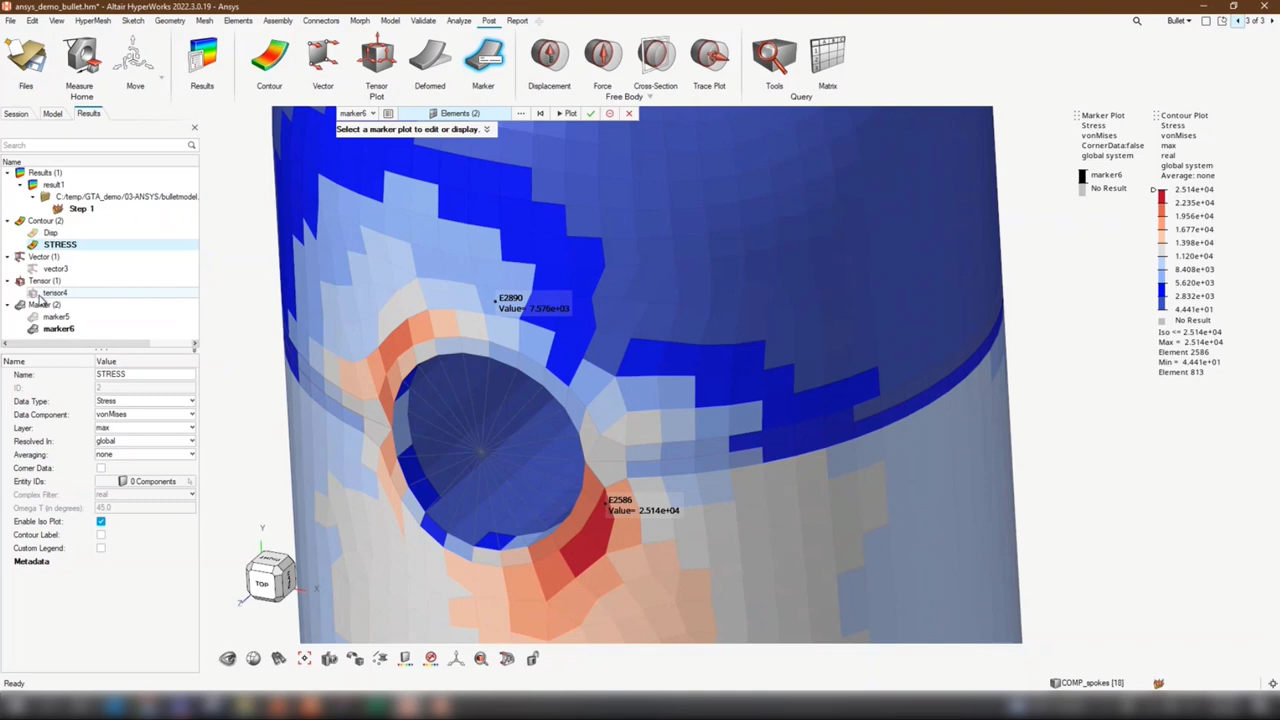 ansys_demo_bullet.hm* - Altair HyperWorks 2022.3.0.19 - Ansys
File Edit View HyperMesh Sketch Geometry Mesh Elements Assembly Connectors Morph Model Validate Analyze Post Report
Bullet 3 of 3
Files Measure Move Results Contour Vector Tensor Deformed Marker Displacement Force Cross-Section Trace Plot Tools Matrix
Home Plot Free Body Query
Session Model Results
marker6 Elements (2) ... Plot
Select a marker plot to edit or display.
Search
Name
Results (1)
result1
C:/temp/GTA_demo/03-ANSYS/bulletmodel.
Step 1
Contour (2)
Disp
STRESS
Vector (1)
vector3
Tensor (1)
tensor4
Marker (2)
marker5
marker6
Name Value
Name: STRESS
ID: 2
Data Type: Stress
Data Component: vonMises
Layer: max
Resolved In: global
Averaging: none
Corner Data:
Entity IDs: 0 Components
Complex Filter: real
Omega T (in degrees): 45.0
Enable Iso Plot:
Contour Label:
Custom Legend:
Metadata
E2890
Value= 7.576e+03
E2586
Value= 2.514e+04
Y
X
Z
TOP
Marker Plot
Stress
vonMises
CornerData:false
global system
marker6
No Result
Contour Plot
Stress
vonMises
max
real
global system
Average: none
2.514e+04
2.235e+04
1.956e+04
1.677e+04
1.398e+04
1.120e+04
8.408e+03
5.620e+03
2.832e+03
4.441e+01
No Result
Iso <= 2.514e+04
Max = 2.514e+04
Element 2586
Min = 4.441e+01
Element 813
Ready
COMP_spokes [18]